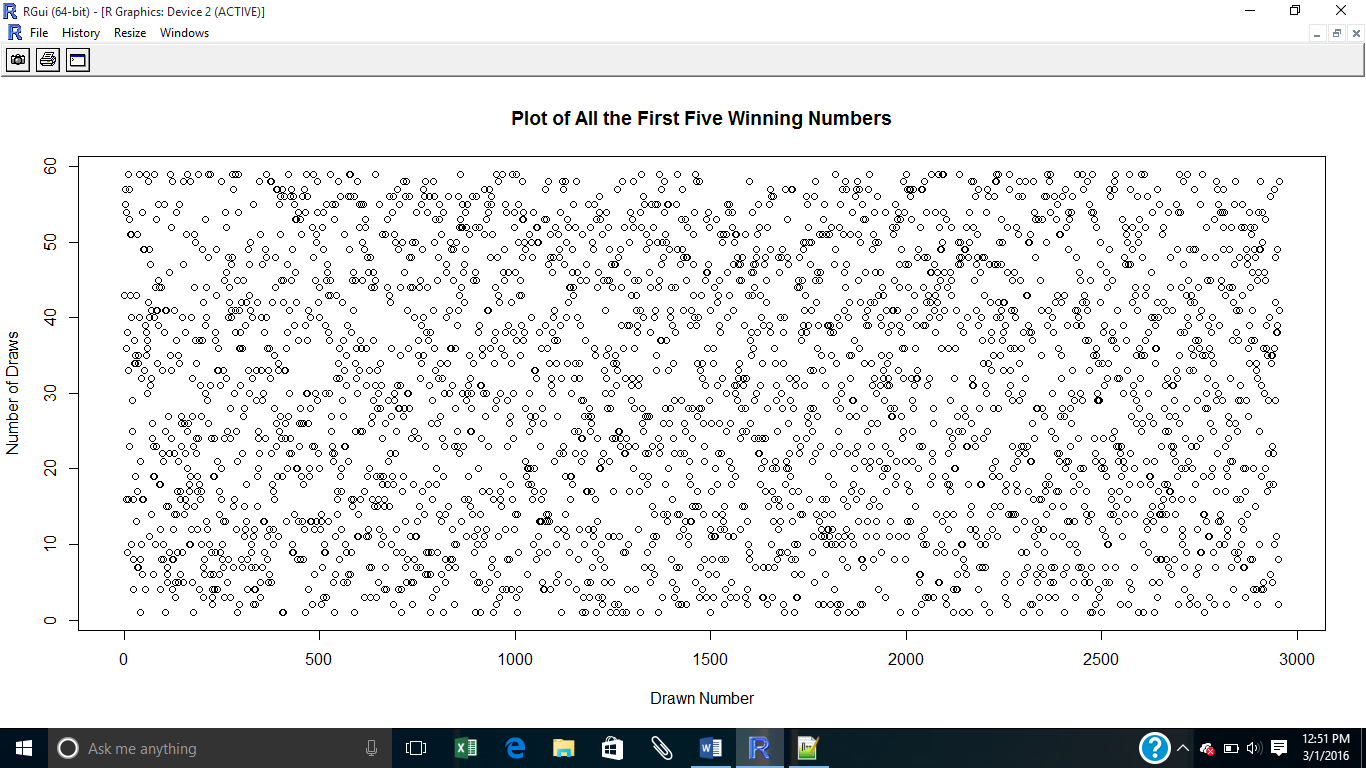 RGui (64-bit) - [R Graphics: Device 2 (ACTIVE)]
File History Resize Windows
Plot of All the First Five Winning Numbers
60
50
40
30
20
10
0
Number of Draws
0 500 1000 1500 2000 2500 3000
Drawn Number
Ask me anything
12:51 PM
3/1/2016